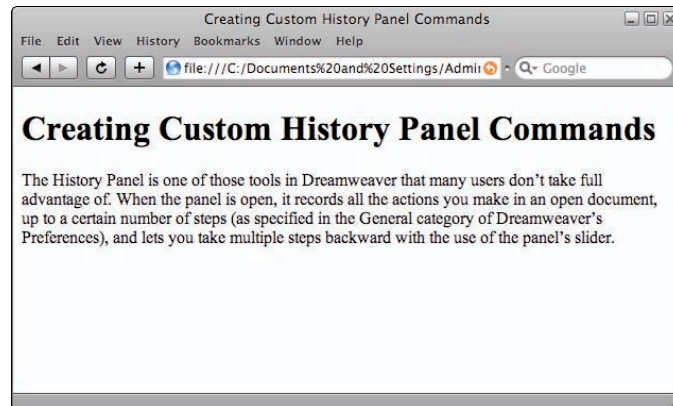 Creating Custom History Panel Commands
File Edit View History Bookmarks Window Help
file:///C:/Documents%20and%20Settings/Admi
Google
Creating Custom History Panel Commands
The History Panel is one of those tools in Dreamweaver that many users don’t take full
advantage of. When the panel is open, it records all the actions you make in an open document,
up to a certain number of steps (as specified in the General category of Dreamweaver’s
Preferences), and lets you take multiple steps backward with the use of the panel’s slider.